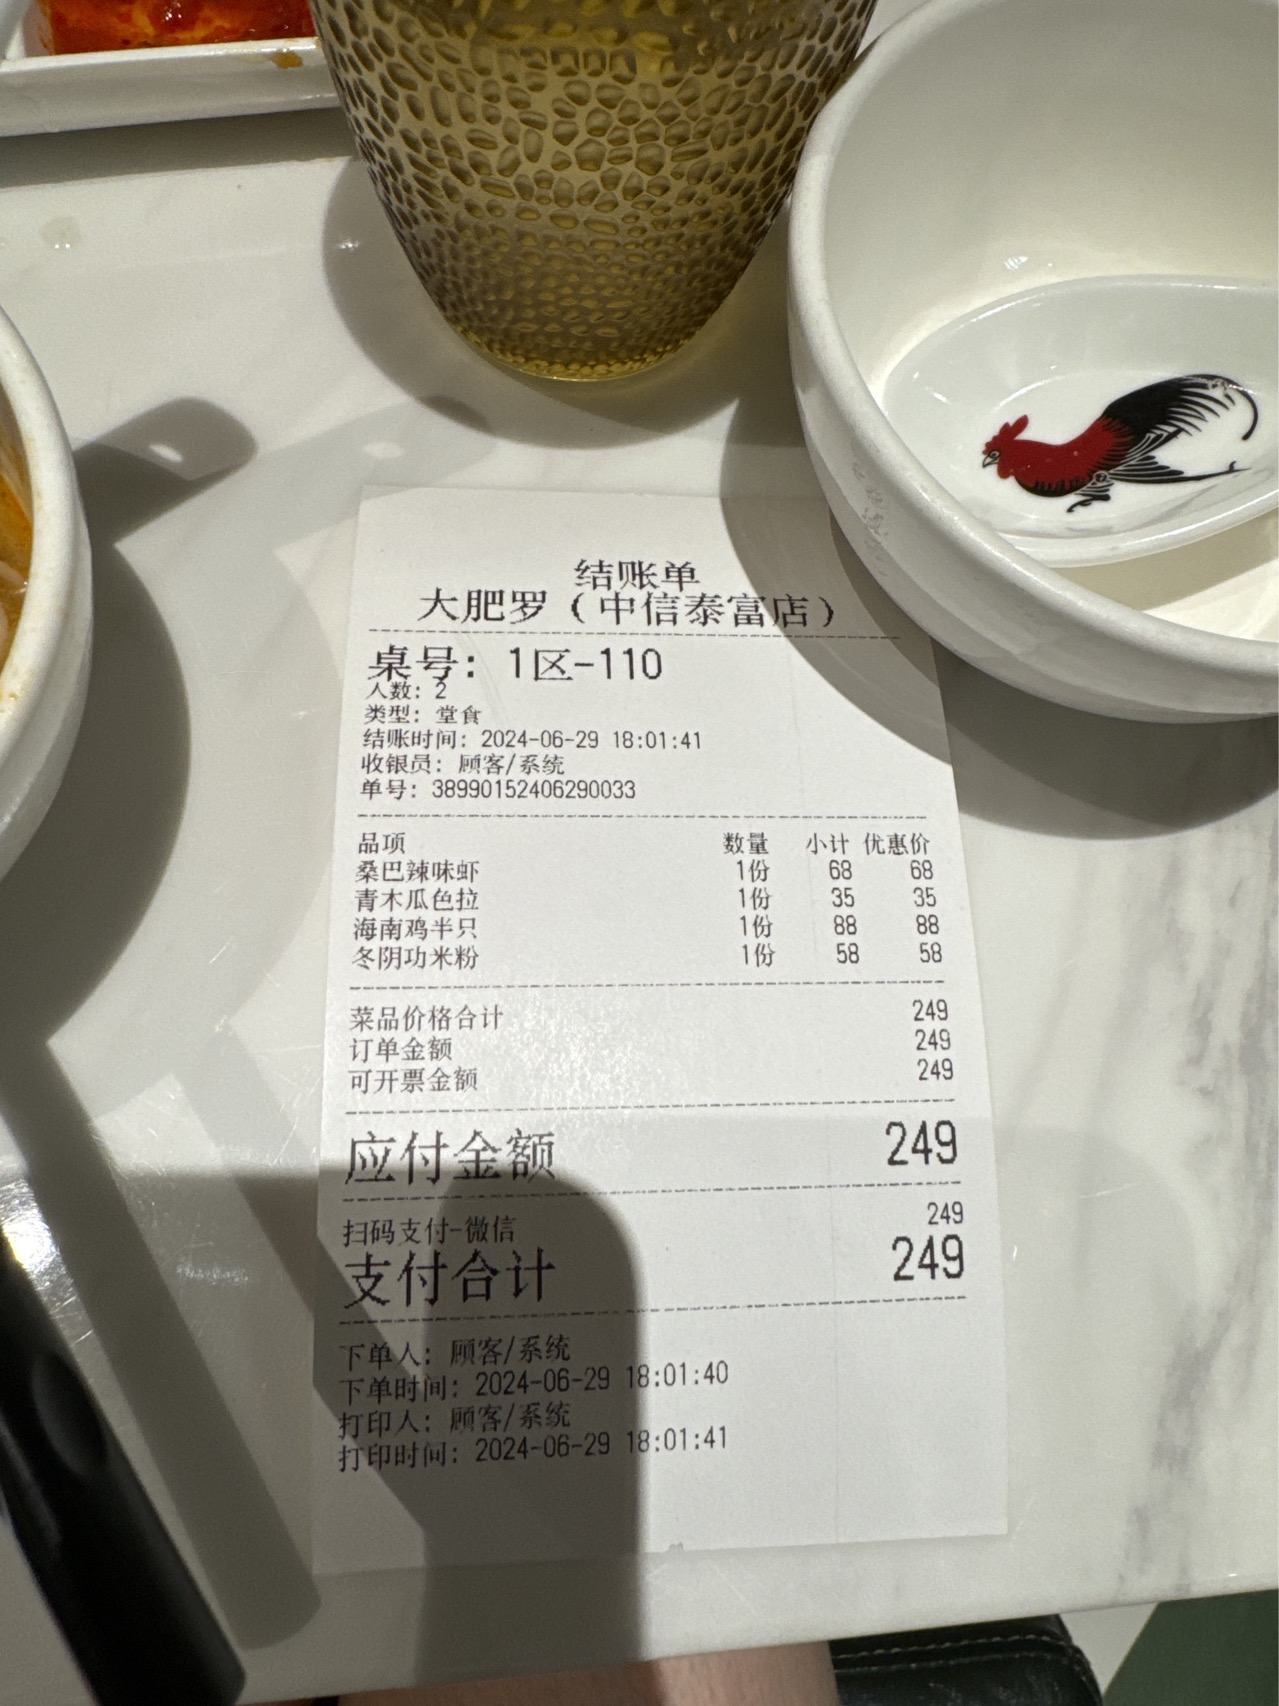 结账单
大肥罗（中信泰富店）
桌号：1区-110
人数：2
类型：堂食
结账时间：2024-06-29 18:01:41
收银员：顾客/系统
单号：38990152406290033
品项 数量 小计 优惠价
桑巴辣味虾 1份 68 68
青木瓜色拉 1份 35 35
海南鸡半只 1份 88 88
冬阴功米粉 1份 58 58
菜品价格合计 249
订单金额 249
可开票金额 249
应付金额 249
扫码支付-微信 249
支付合计 249
下单人：顾客/系统
下单时间：2024-06-29 18:01:40
打印人：顾客/系统
打印时间：2024-06-29 18:01:41